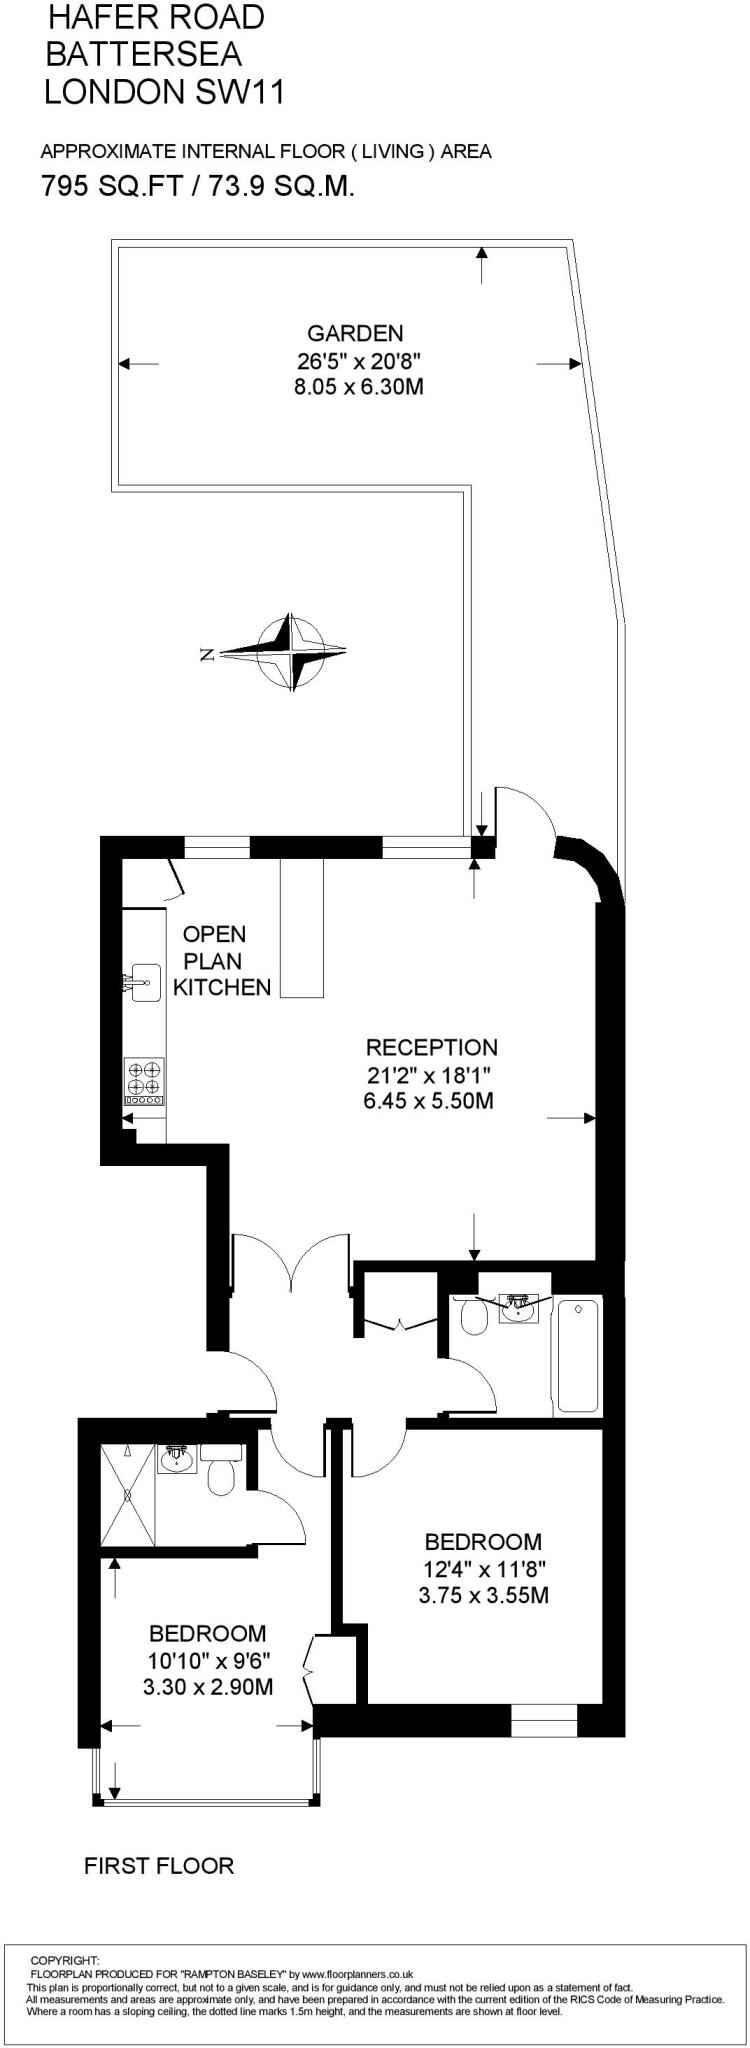 HAFER ROAD
BATTERSEA
LONDON SW11
APPROXIMATE INTERNAL FLOOR ( LIVING ) AREA
795 SQ.FT / 73.9 SQ.M.
GARDEN
26'5" x 20'8"
8.05 x 6.30M
N
OPEN
PLAN
KITCHEN
RECEPTION
21'2" x 18'1"
6.45 x 5.50M
BEDROOM
12'4" x 11'8"
3.75 x 3.55M
BEDROOM
10'10" x 9'6"
3.30 x 2.90M
FIRST FLOOR
COPYRIGHT:
FLOORPLAN PRODUCED FOR "RAMPTON BASELEY" by www.floorplanners.co.uk
This plan is proportionally correct, but not to a given scale, and is for guidance only, and must not be relied upon as a statement of fact.
All measurements and areas are approximate only, and have been prepared in accordance with the current edition of the RICS Code of Measuring Practice.
Where a room has a sloping ceiling, the dotted line marks 1.5m height, and the measurements are shown at floor level.